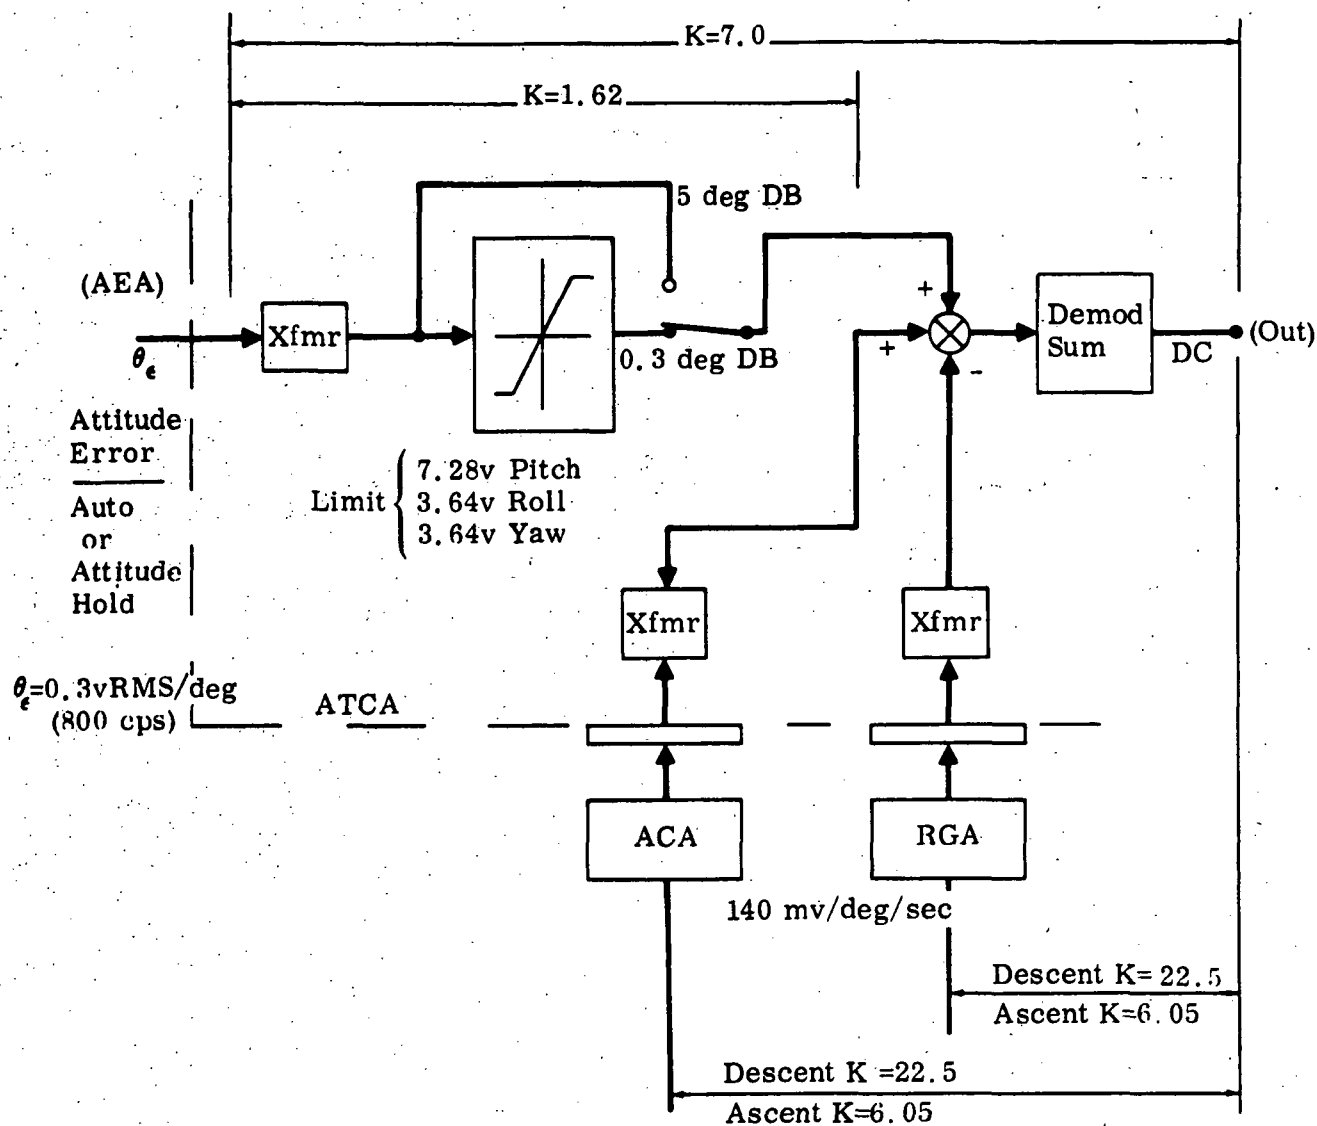 K=7.0
K=1.62
5 deg DB
(AEA)
θε
Xfmr
0.3 deg DB
+
+
-
Demod
Sum
DC
(Out)
Attitude
Error
Auto
or
Attitude
Hold
Limit
7.28v Pitch
3.64v Roll
3.64v Yaw
Xfmr
Xfmr
θε=0.3vRMS/deg
(800 cps)
ATCA
ACA
RGA
140 mv/deg/sec
Descent K= 22.5
Ascent K=6.05
Descent K =22.5
Ascent K=6.05